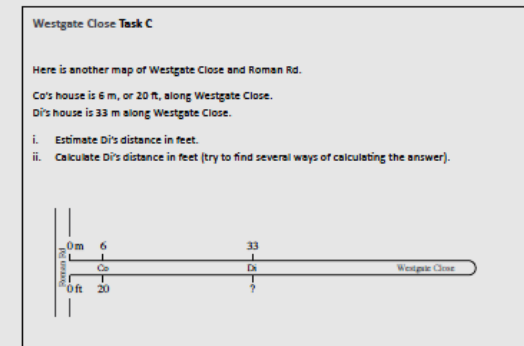 Westgate Close Task C
Here is another map of Westgate Close and Roman Rd.
Co's house is 6 m, or 20 ft, along Westgate Close.
Di's house is 33 m along Westgate Close.
i. Estimate Di's distance in feet.
ii. Calculate Di's distance in feet (try to find several ways of calculating the answer).
Roman Rd
0 m 6 33
Co Di Westgate Close
0 ft 20 ?